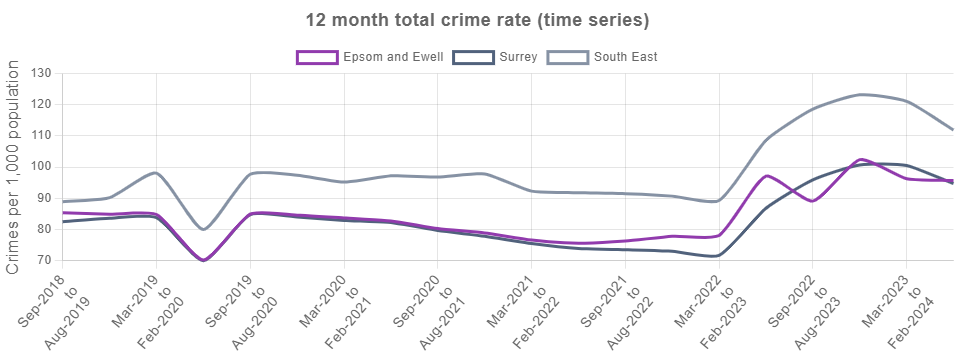 12 month total crime rate (time series)
Epsom and Ewell
Surrey
South East
Crimes per 1,000 population
130
120
110
100
90
80
70
Sep-2018
to
Aug-2019
Mar-2019
to
Feb-2020
Sep-2019
to
Aug-2020
Mar-2020
to
Feb-2021
Sep-2020
to
Aug-2021
Mar-2021
to
Feb-2022
Sep-2021
to
Aug-2022
Mar-2022
to
Feb-2023
Sep-2022
to
Aug-2023
Mar-2023
to
Feb-2024